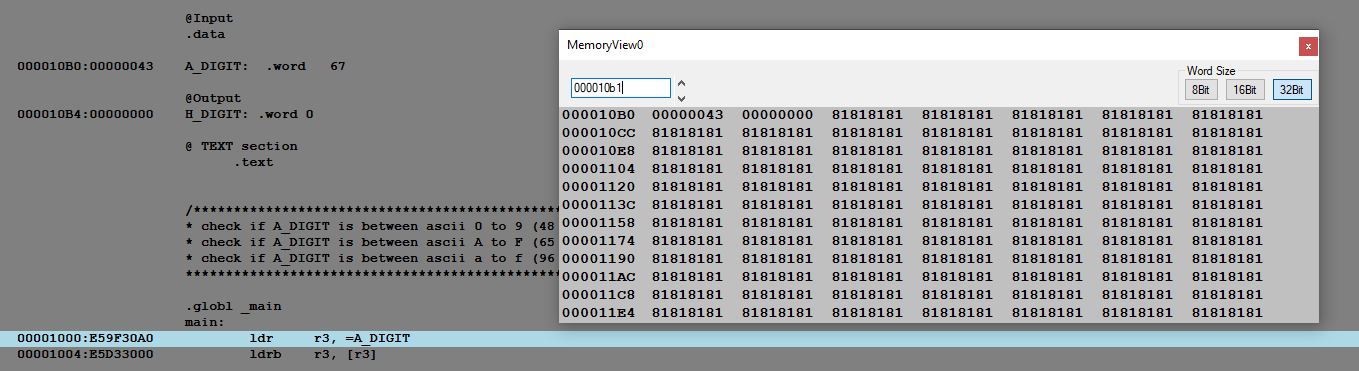 @Input
.data
000010B0:00000043 A_DIGIT: .word 67
@Output
000010B4:00000000 H_DIGIT: .word 0
@ TEXT section
.text
/*********************************************
* check if A_DIGIT is between ascii 0 to 9 (48
* check if A_DIGIT is between ascii A to F (65
* check if A_DIGIT is between ascii a to f (96
**********************************************
.globl _main
main:
00001000:E59F30A0 ldr r3, =A_DIGIT
00001004:E5D33000 ldrb r3, [r3]
MemoryView0
x
000010b1
Word Size
8Bit 16Bit 32Bit
000010B0 00000043 00000000 81818181 81818181 81818181 81818181 81818181
000010CC 81818181 81818181 81818181 81818181 81818181 81818181 81818181
000010E8 81818181 81818181 81818181 81818181 81818181 81818181 81818181
00001104 81818181 81818181 81818181 81818181 81818181 81818181 81818181
00001120 81818181 81818181 81818181 81818181 81818181 81818181 81818181
0000113C 81818181 81818181 81818181 81818181 81818181 81818181 81818181
00001158 81818181 81818181 81818181 81818181 81818181 81818181 81818181
00001174 81818181 81818181 81818181 81818181 81818181 81818181 81818181
00001190 81818181 81818181 81818181 81818181 81818181 81818181 81818181
000011AC 81818181 81818181 81818181 81818181 81818181 81818181 81818181
000011C8 81818181 81818181 81818181 81818181 81818181 81818181 81818181
000011E4 81818181 81818181 81818181 81818181 81818181 81818181 81818181